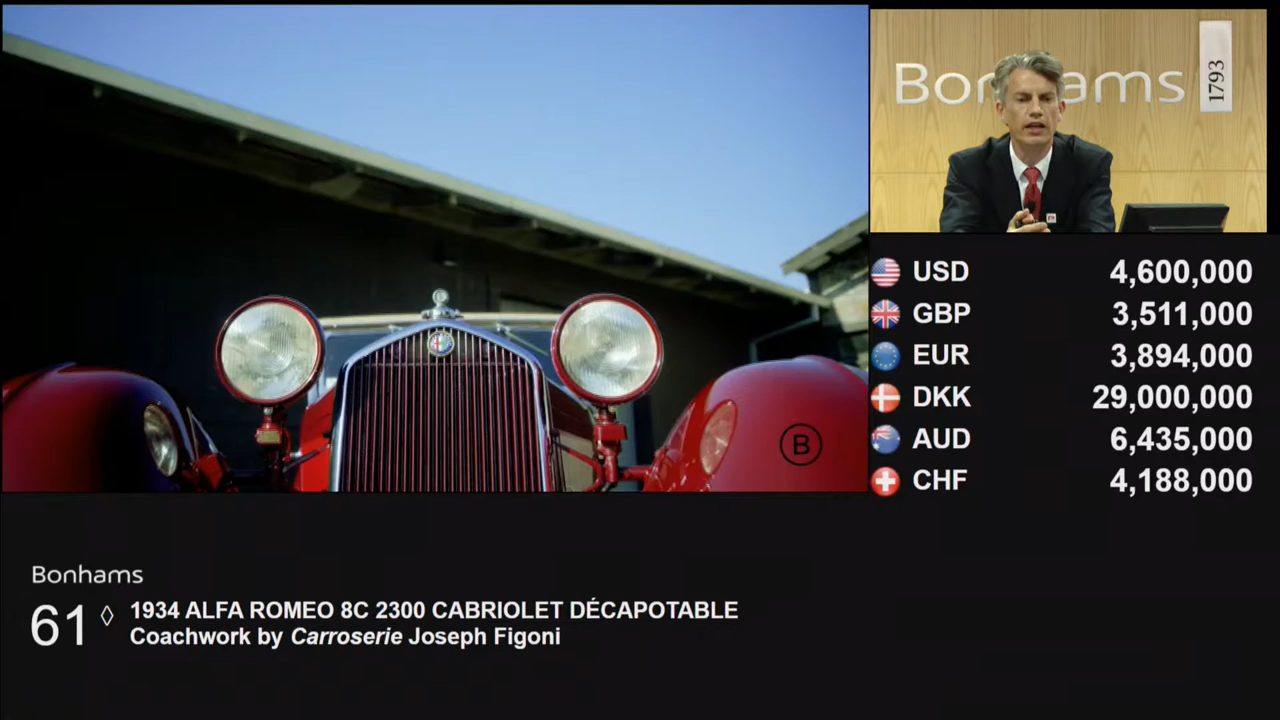 Bonhams
1793
B
USD 4,600,000
GBP 3,511,000
EUR 3,894,000
DKK 29,000,000
AUD 6,435,000
CHF 4,188,000
Bonhams
61 ◊ 1934 ALFA ROMEO 8C 2300 CABRIOLET DÉCAPOTABLE
Coachwork by Carroserie Joseph Figoni